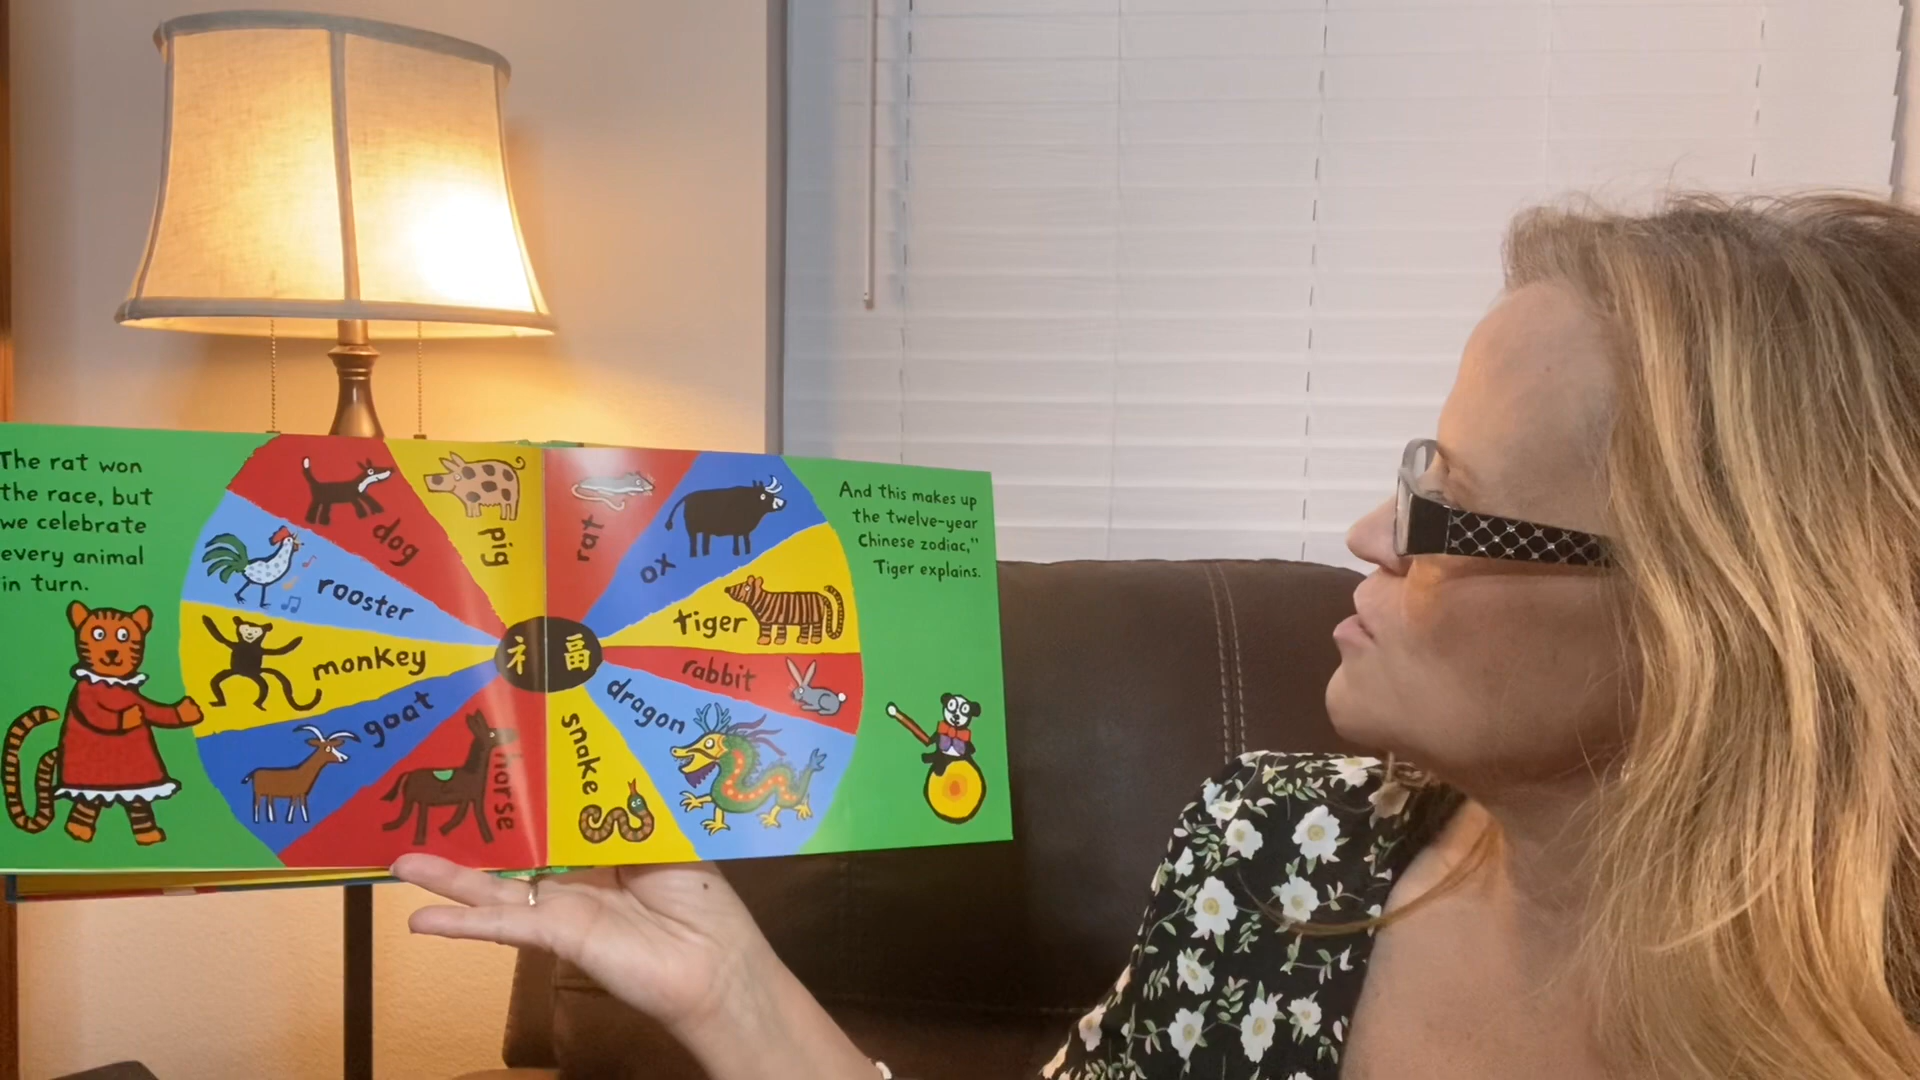 The rat won
the race, but
we celebrate
every animal
in turn.
dog
pig
rat
ox
rooster
tiger
monkey
rabbit
goat
dragon
horse
snake
福
And this makes up
the twelve-year
Chinese zodiac,"
Tiger explains.